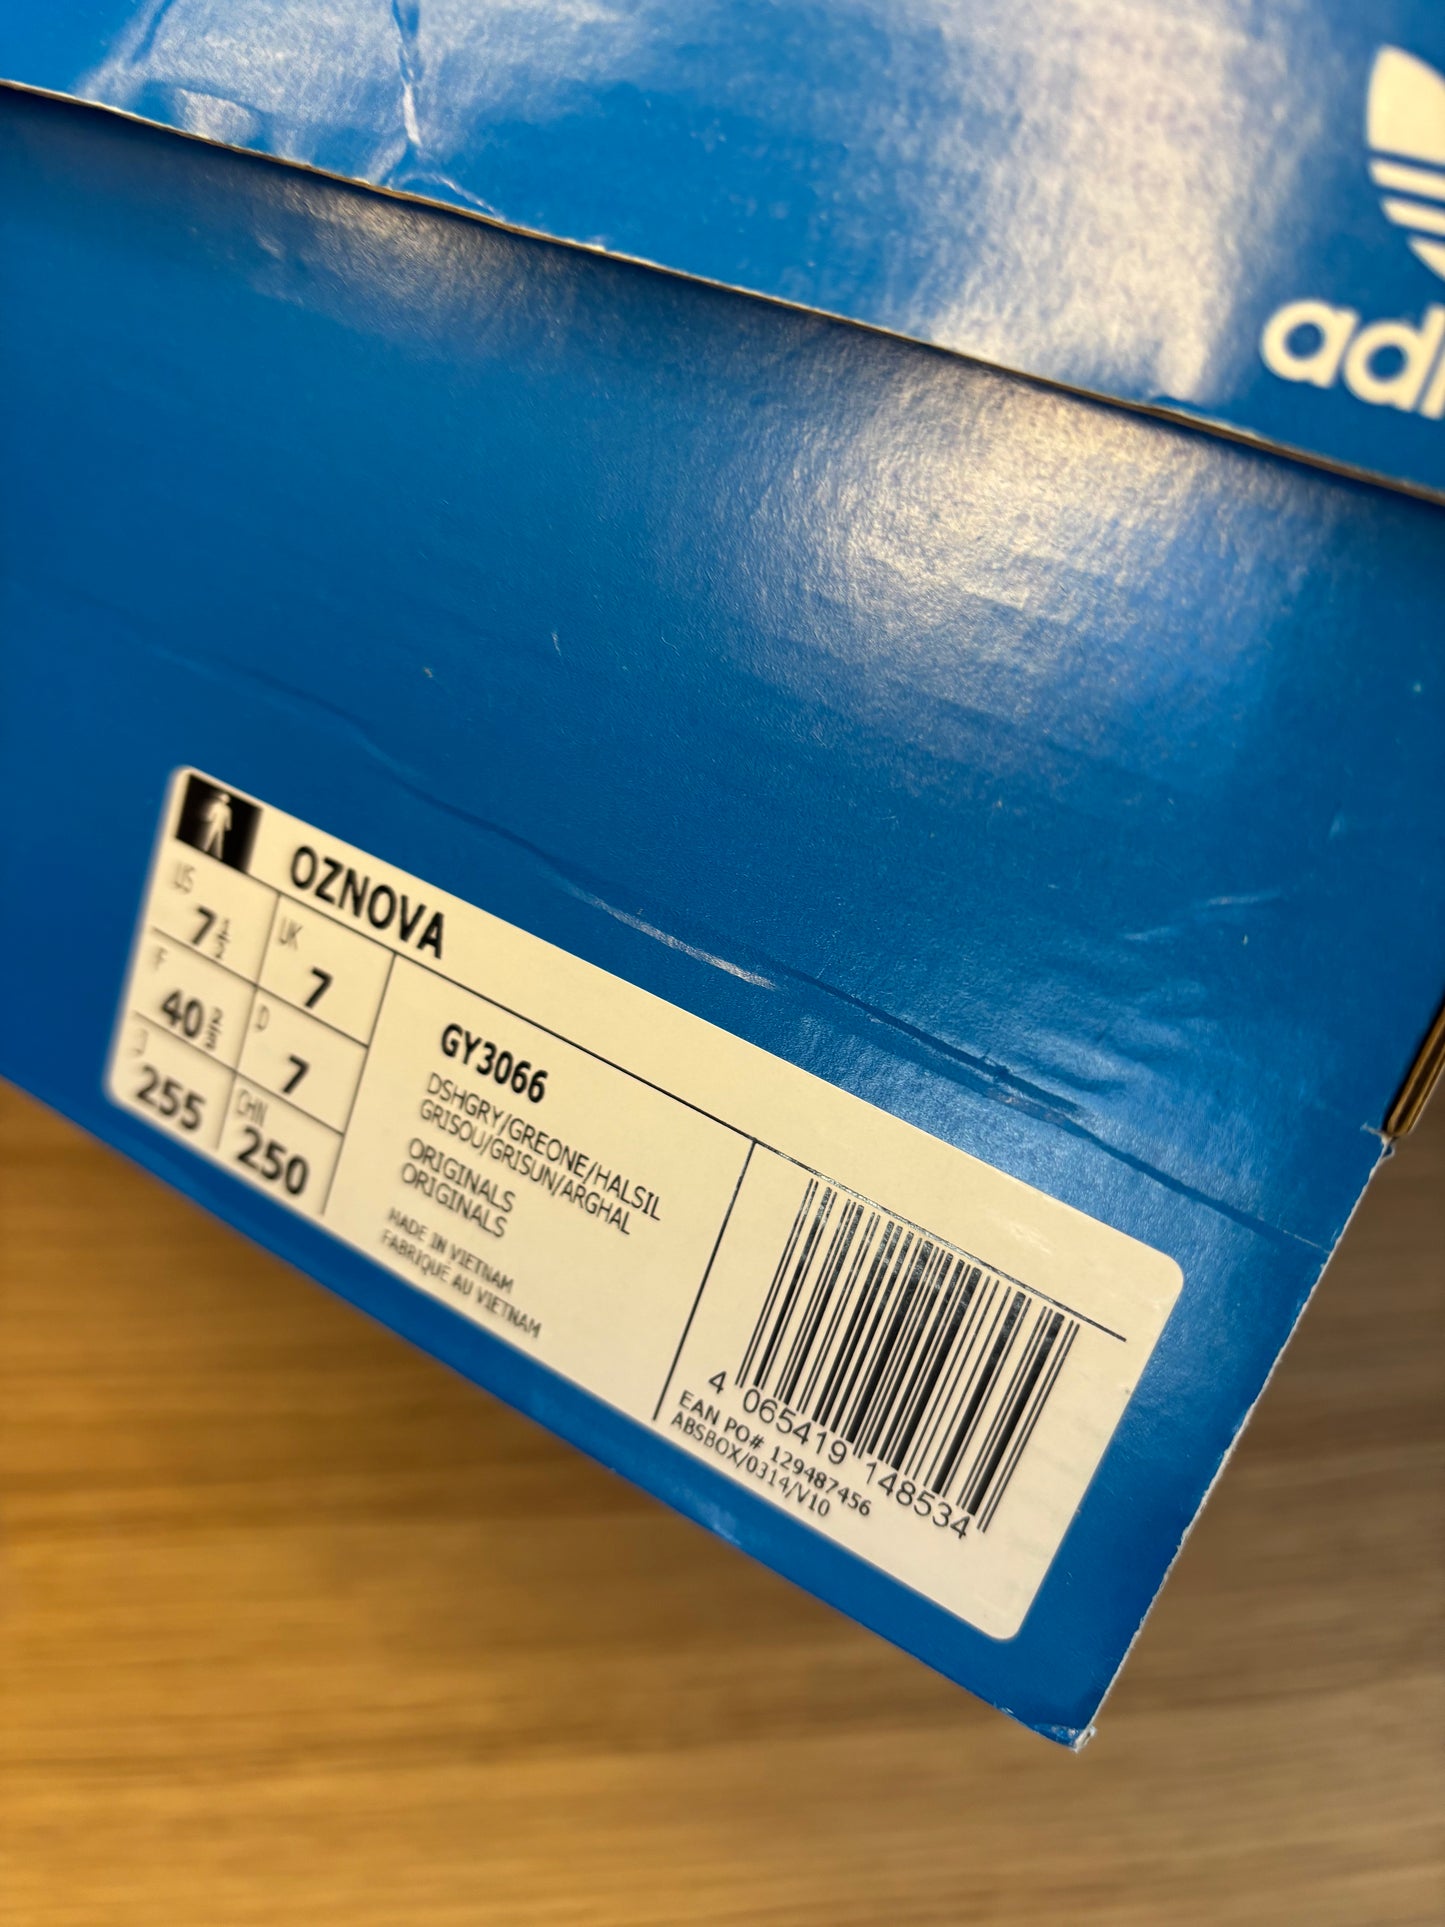 adi
OZNOVA
US
7 1/2
UK
7
F
40 2/3
D
7
J
255
CHN
250
GY3066
DSHGRY/GREONE/HALSIL
GRISOU/GRISUN/ARGHAL
ORIGINALS
ORIGINALS
MADE IN VIETNAM
FABRIQUÉ AU VIETNAM
4 065419 148534
EAN PO# 129487456
ABSBOX/0314/V10